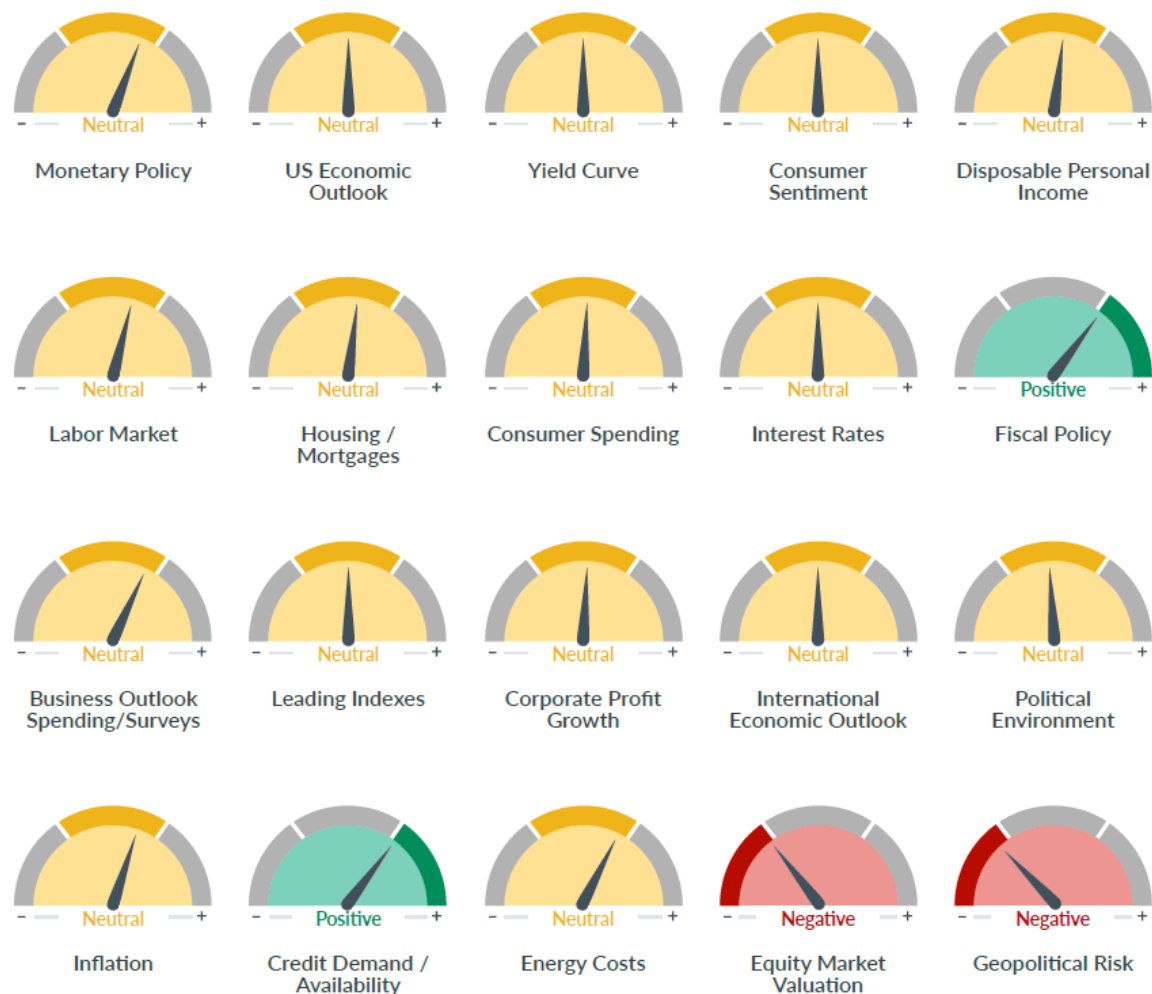 - Neutral +
Monetary Policy
- Neutral +
US Economic
Outlook
- Neutral +
Yield Curve
- Neutral +
Consumer
Sentiment
- Neutral +
Disposable Personal
Income
- Neutral +
Labor Market
- Neutral +
Housing /
Mortgages
- Neutral +
Consumer Spending
- Neutral +
Interest Rates
- Positive +
Fiscal Policy
- Neutral +
Business Outlook
Spending/Surveys
- Neutral +
Leading Indexes
- Neutral +
Corporate Profit
Growth
- Neutral +
International
Economic Outlook
- Neutral +
Political
Environment
- Neutral +
Inflation
- Positive +
Credit Demand /
Availability
- Neutral +
Energy Costs
- Negative +
Equity Market
Valuation
- Negative +
Geopolitical Risk